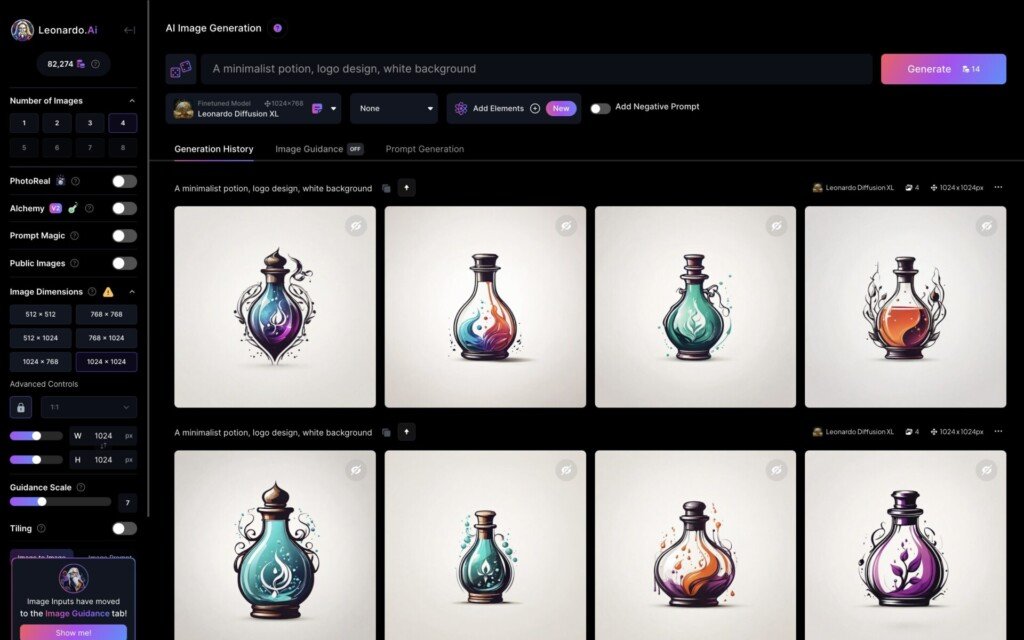 Leonardo.Ai
82,274
Number of Images
1 2 3 4
5 6 7 8
PhotoReal
Alchemy V2
Prompt Magic
Public Images
Image Dimensions
512 × 512 768 × 768
512 × 1024 768 × 1024
1024 × 768 1024 × 1024
Advanced Controls
1:1
W 1024 px
H 1024 px
Guidance Scale
7
Tiling
Image to Image Image Prompt
Image Inputs have moved
to the Image Guidance tab!
Show me!
AI Image Generation
A minimalist potion, logo design, white background
Generate 14
Finetuned Model 1024×768
Leonardo Diffusion XL
None
Add Elements New
Add Negative Prompt
Generation History Image Guidance OFF Prompt Generation
A minimalist potion, logo design, white background
Leonardo Diffusion XL 4 1024x1024px
A minimalist potion, logo design, white background
Leonardo Diffusion XL 4 1024x1024px